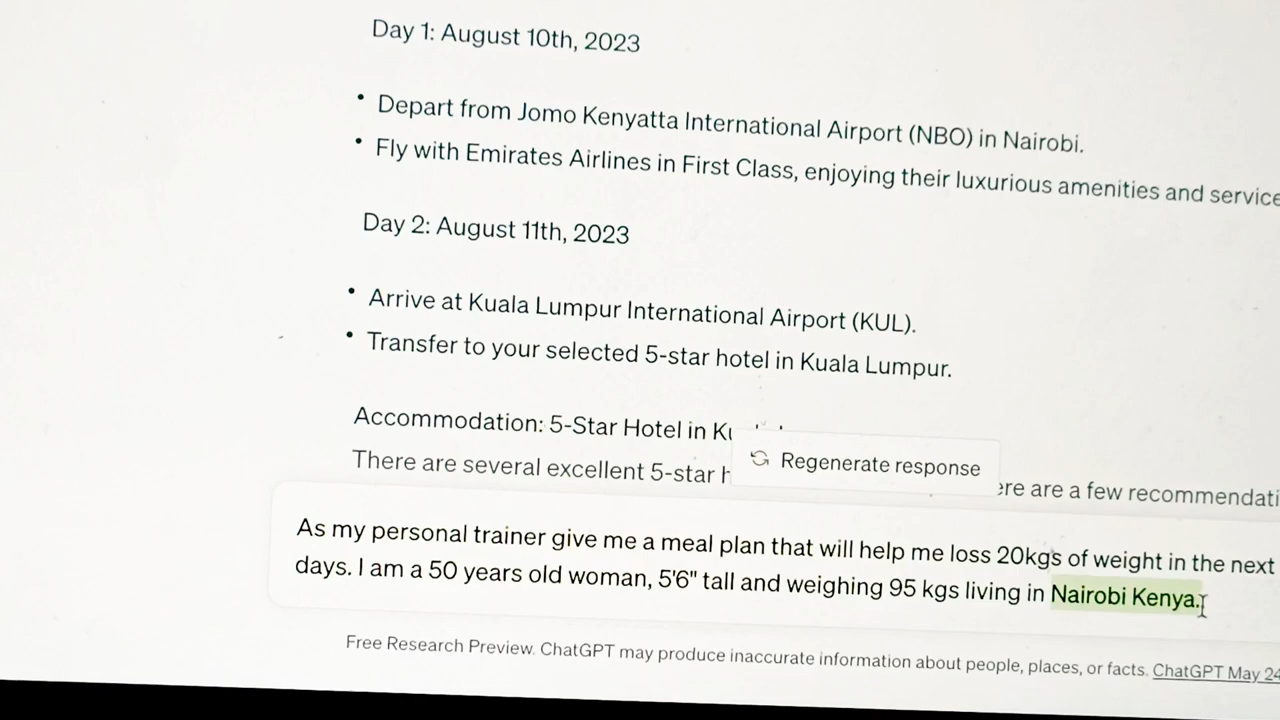 Day 1: August 10th, 2023
• Depart from Jomo Kenyatta International Airport (NBO) in Nairobi.
• Fly with Emirates Airlines in First Class, enjoying their luxurious amenities and service
Day 2: August 11th, 2023
• Arrive at Kuala Lumpur International Airport (KUL).
• Transfer to your selected 5-star hotel in Kuala Lumpur.
Accommodation: 5-Star Hotel in
Regenerate response
There are several excellent 5-star are a few
As my personal trainer give me a meal plan that will help me loss 20kgs of weight in the next
days. I am a 50 years old woman, 5'6" tall and weighing 95 kgs living in Nairobi Kenya.
Free Research Preview. ChatGPT may produce inaccurate information about people, places, or facts. ChatGPT May 24